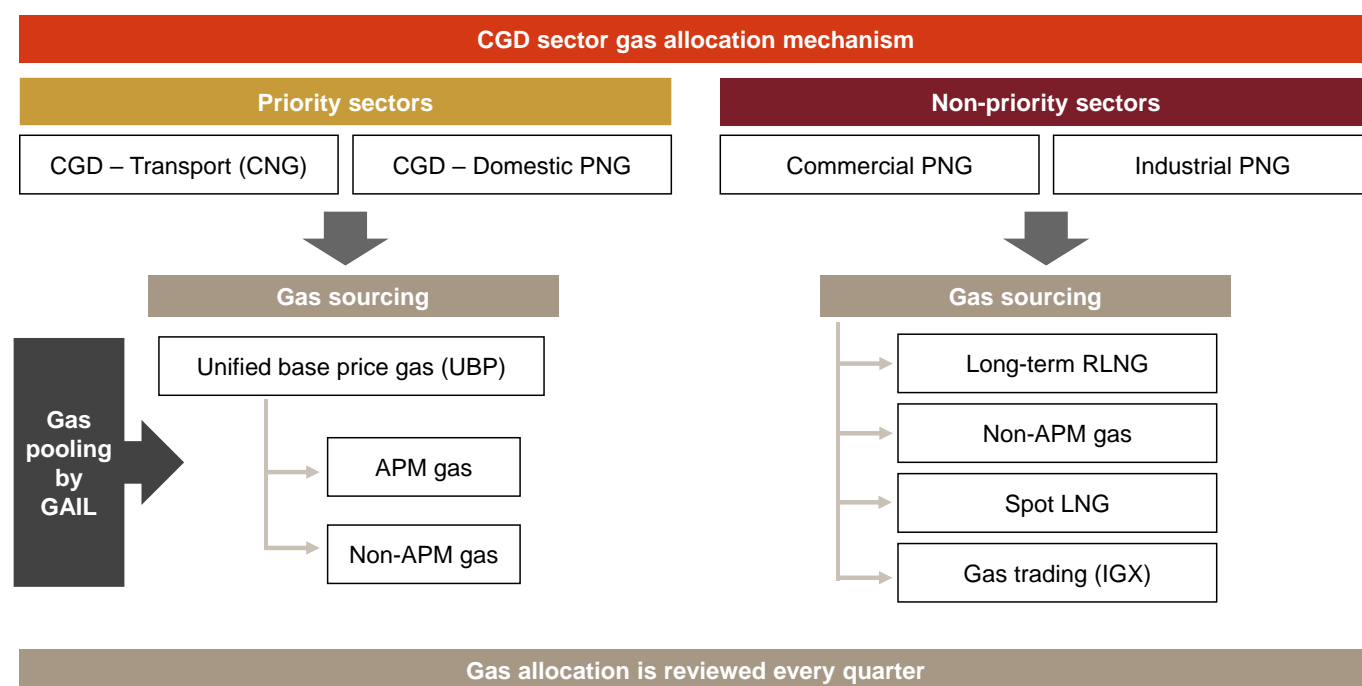 CGD sector gas allocation mechanism
Priority sectors
CGD – Transport (CNG)
CGD – Domestic PNG
Gas sourcing
Gas
pooling
by
GAIL
Unified base price gas (UBP)
APM gas
Non-APM gas
Non-priority sectors
Commercial PNG
Industrial PNG
Gas sourcing
Long-term RLNG
Non-APM gas
Spot LNG
Gas trading (IGX)
Gas allocation is reviewed every quarter